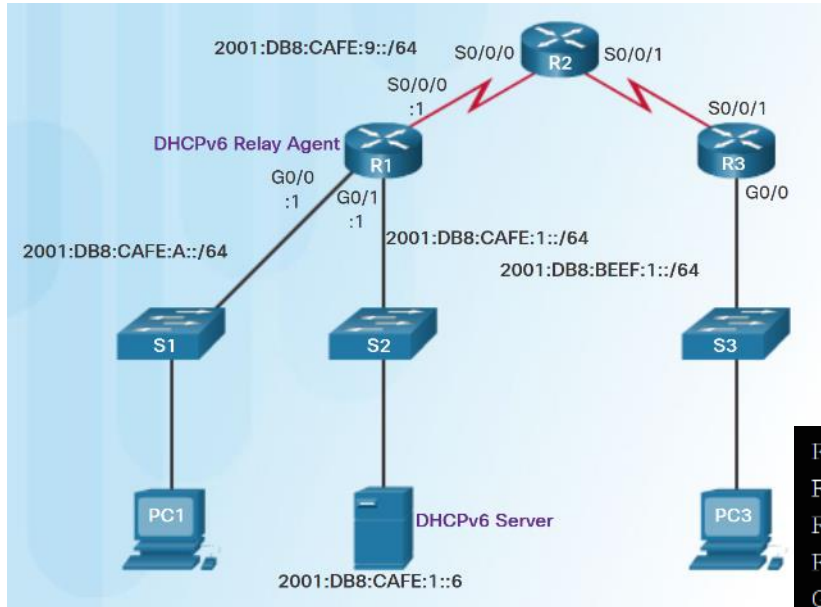 2001:DB8:CAFE:9::/64
S0/0/0
R2
S0/0/1
S0/0/0
:1
S0/0/1
DHCPv6 Relay Agent
R1
R3
G0/0
:1
G0/1
:1
G0/0
2001:DB8:CAFE:A::/64
2001:DB8:CAFE:1::/64
2001:DB8:BEEF:1::/64
S1
S2
S3
PC1
DHCPv6 Server
PC3
2001:DB8:CAFE:1::6